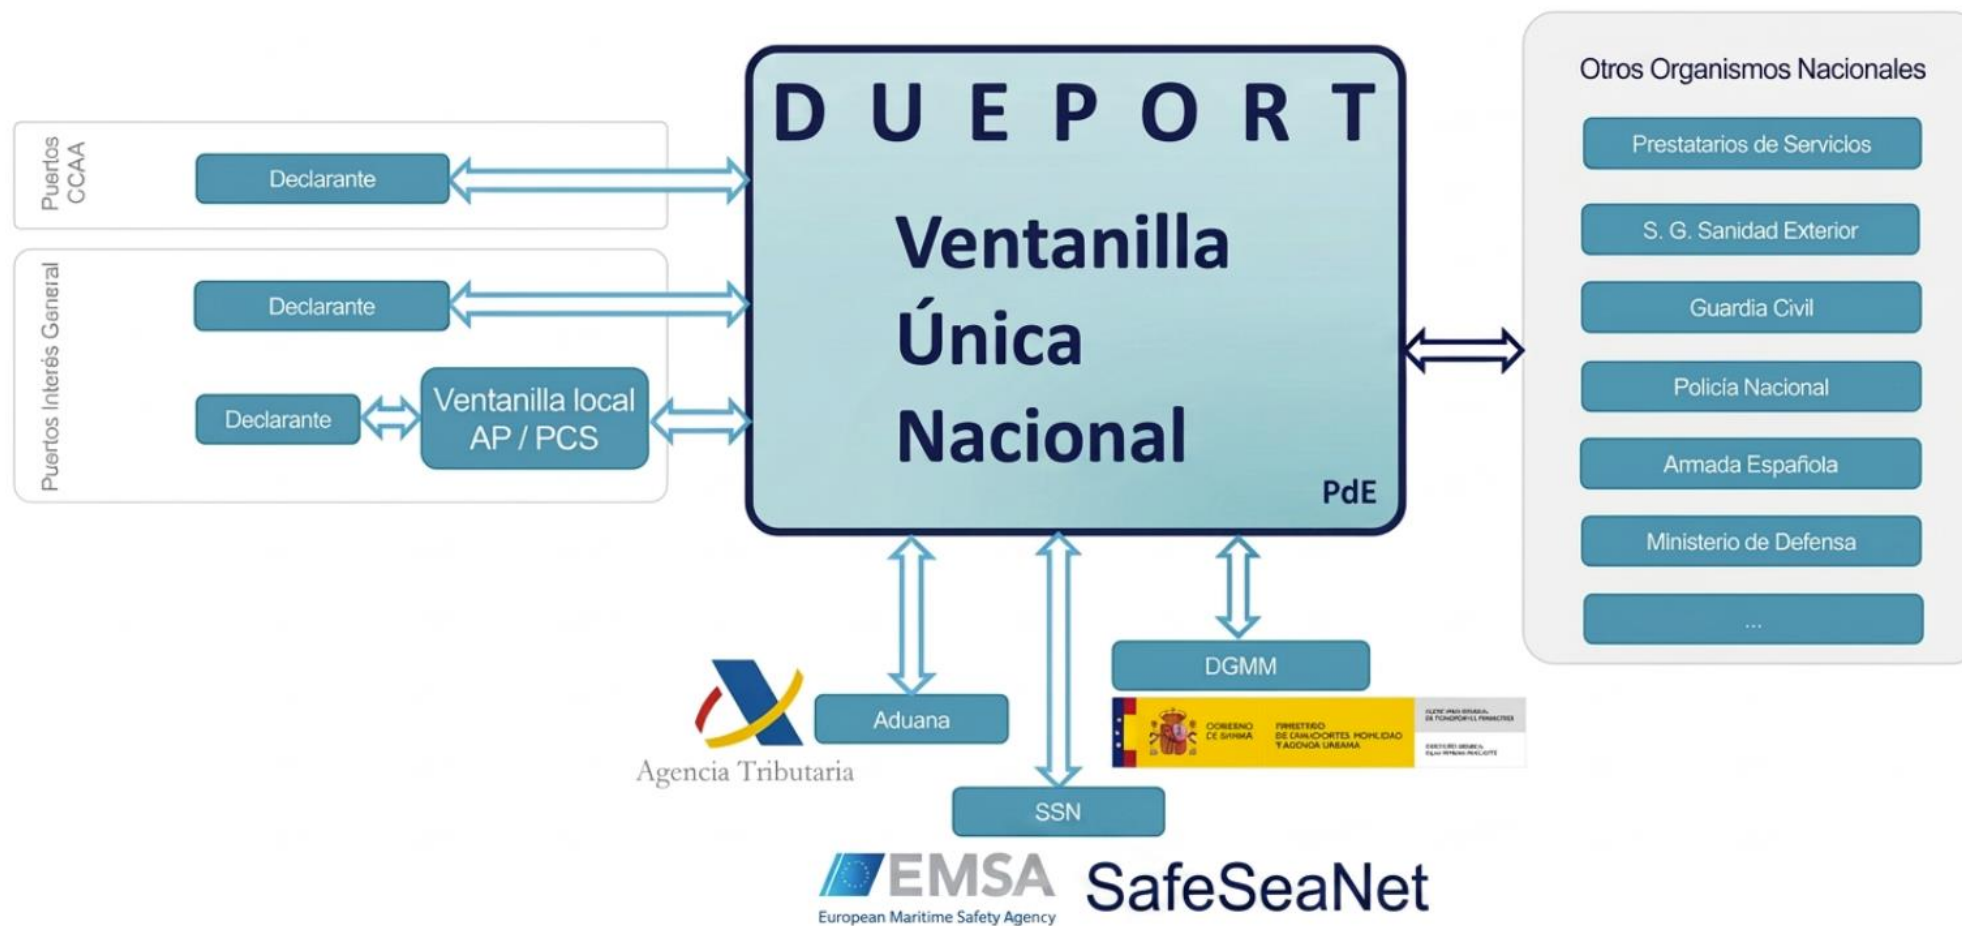 Puertos
CCAA
Declarante
Puertos Interés General
Declarante
Declarante
Ventanilla local
AP / PCS
DUEPORT
Ventanilla
Única
Nacional
PdE
Otros Organismos Nacionales
Prestatarios de Servicios
S. G. Sanidad Exterior
Guardia Civil
Policía Nacional
Armada Española
Ministerio de Defensa
...
Aduana
Agencia Tributaria
DGMM
SSN
EMSA
European Maritime Safety Agency
SafeSeaNet